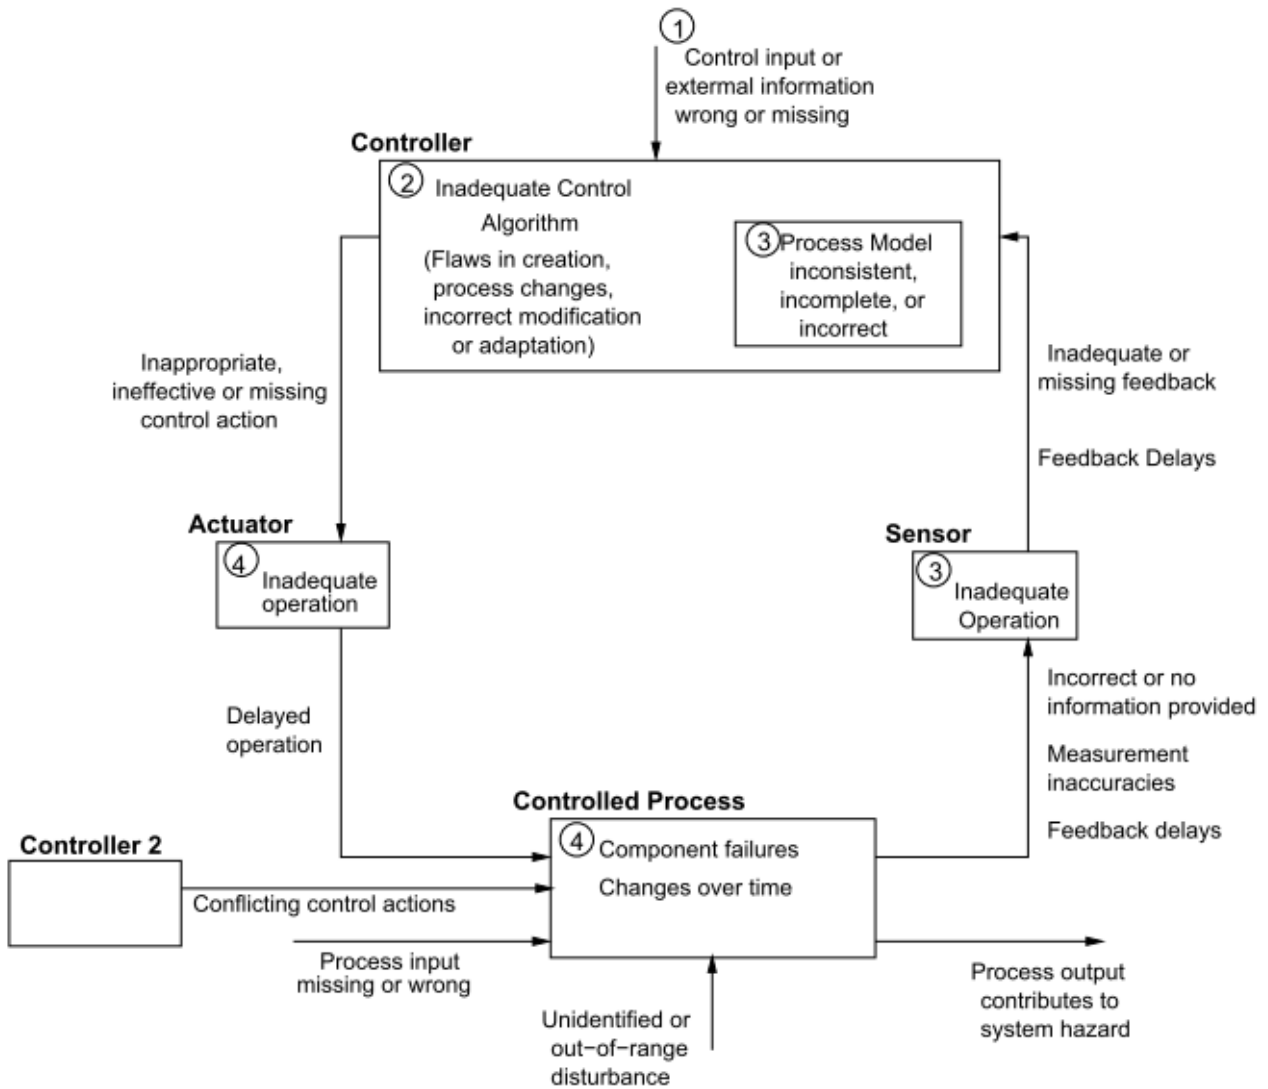 1
Control input or
extermal information
wrong or missing
Controller
2 Inadequate Control
Algorithm
(Flaws in creation,
process changes,
incorrect modification
or adaptation)
3 Process Model
inconsistent,
incomplete, or
incorrect
Inappropriate,
ineffective or missing
control action
Inadequate or
missing feedback
Feedback Delays
Actuator
4 Inadequate
operation
Sensor
3 Inadequate
Operation
Delayed
operation
Incorrect or no
information provided
Measurement
inaccuracies
Feedback delays
Controlled Process
4 Component failures
Changes over time
Controller 2
Conflicting control actions
Process input
missing or wrong
Unidentified or
out−of−range
disturbance
Process output
contributes to
system hazard